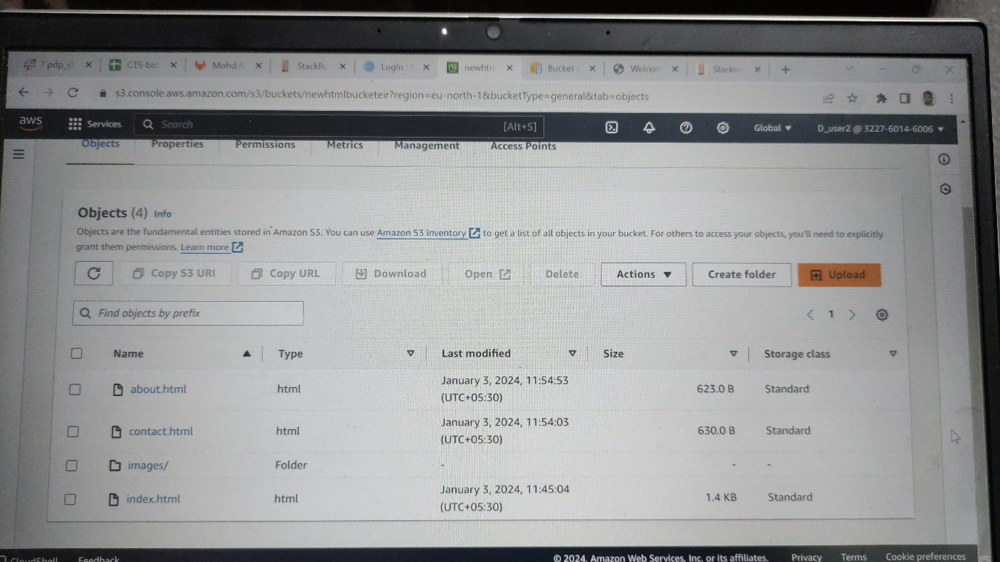 ! pdp_sl
CTS-bat
Mohd.A
StackRo
Login :
newhtm
Bucket
Welcom
Stackro
s3.console.aws.amazon.com/s3/buckets/newhtmlbucketeir?region=eu-north-1&bucketType=general&tab=objects
aws
Services
Search
[Alt+S]
Global
D_user2 @ 3227-6014-6006
Objects Properties Permissions Metrics Management Access Points
Objects (4) Info
Objects are the fundamental entities stored in Amazon S3. You can use Amazon S3 inventory to get a list of all objects in your bucket. For others to access your objects, you'll need to explicitly
grant them permissions. Learn more
Copy S3 URI Copy URL Download Open Delete Actions Create folder Upload
Find objects by prefix
1
Name Type Last modified Size Storage class
about.html html January 3, 2024, 11:54:53 (UTC+05:30) 623.0 B Standard
contact.html html January 3, 2024, 11:54:03 (UTC+05:30) 630.0 B Standard
images/ Folder - - -
index.html html January 3, 2024, 11:45:04 (UTC+05:30) 1.4 KB Standard
CloudShell Feedback © 2024, Amazon Web Services, Inc. or its affiliates. Privacy Terms Cookie preferences